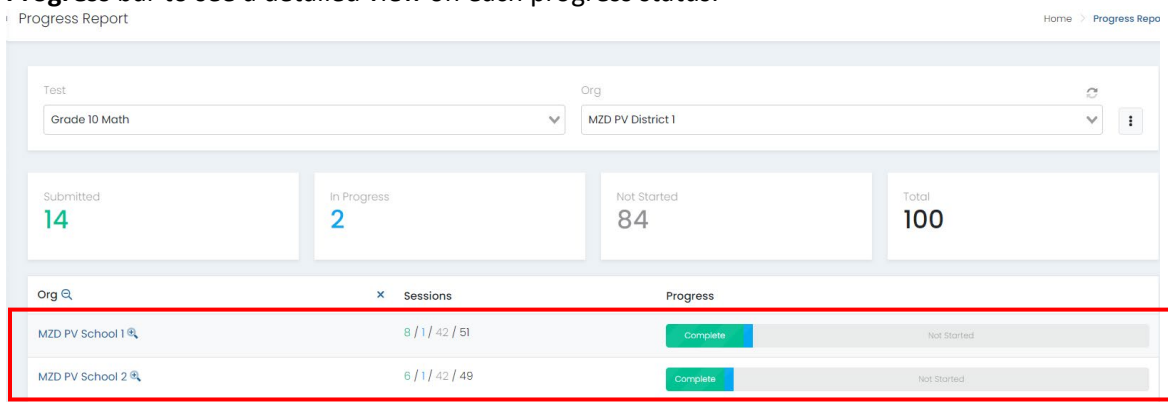 Progress bar to see a detailed view on each progress status.
Progress Report
Home > Progress Repo
Test
Org
Grade 10 Math
MZD PV District 1
Submitted
In Progress
Not Started
Total
14
2
84
100
Org
× Sessions
Progress
MZD PV School 1
8 / 1 / 42 / 51
Complete
Not Started
MZD PV School 2
6 / 1 / 42 / 49
Complete
Not Started